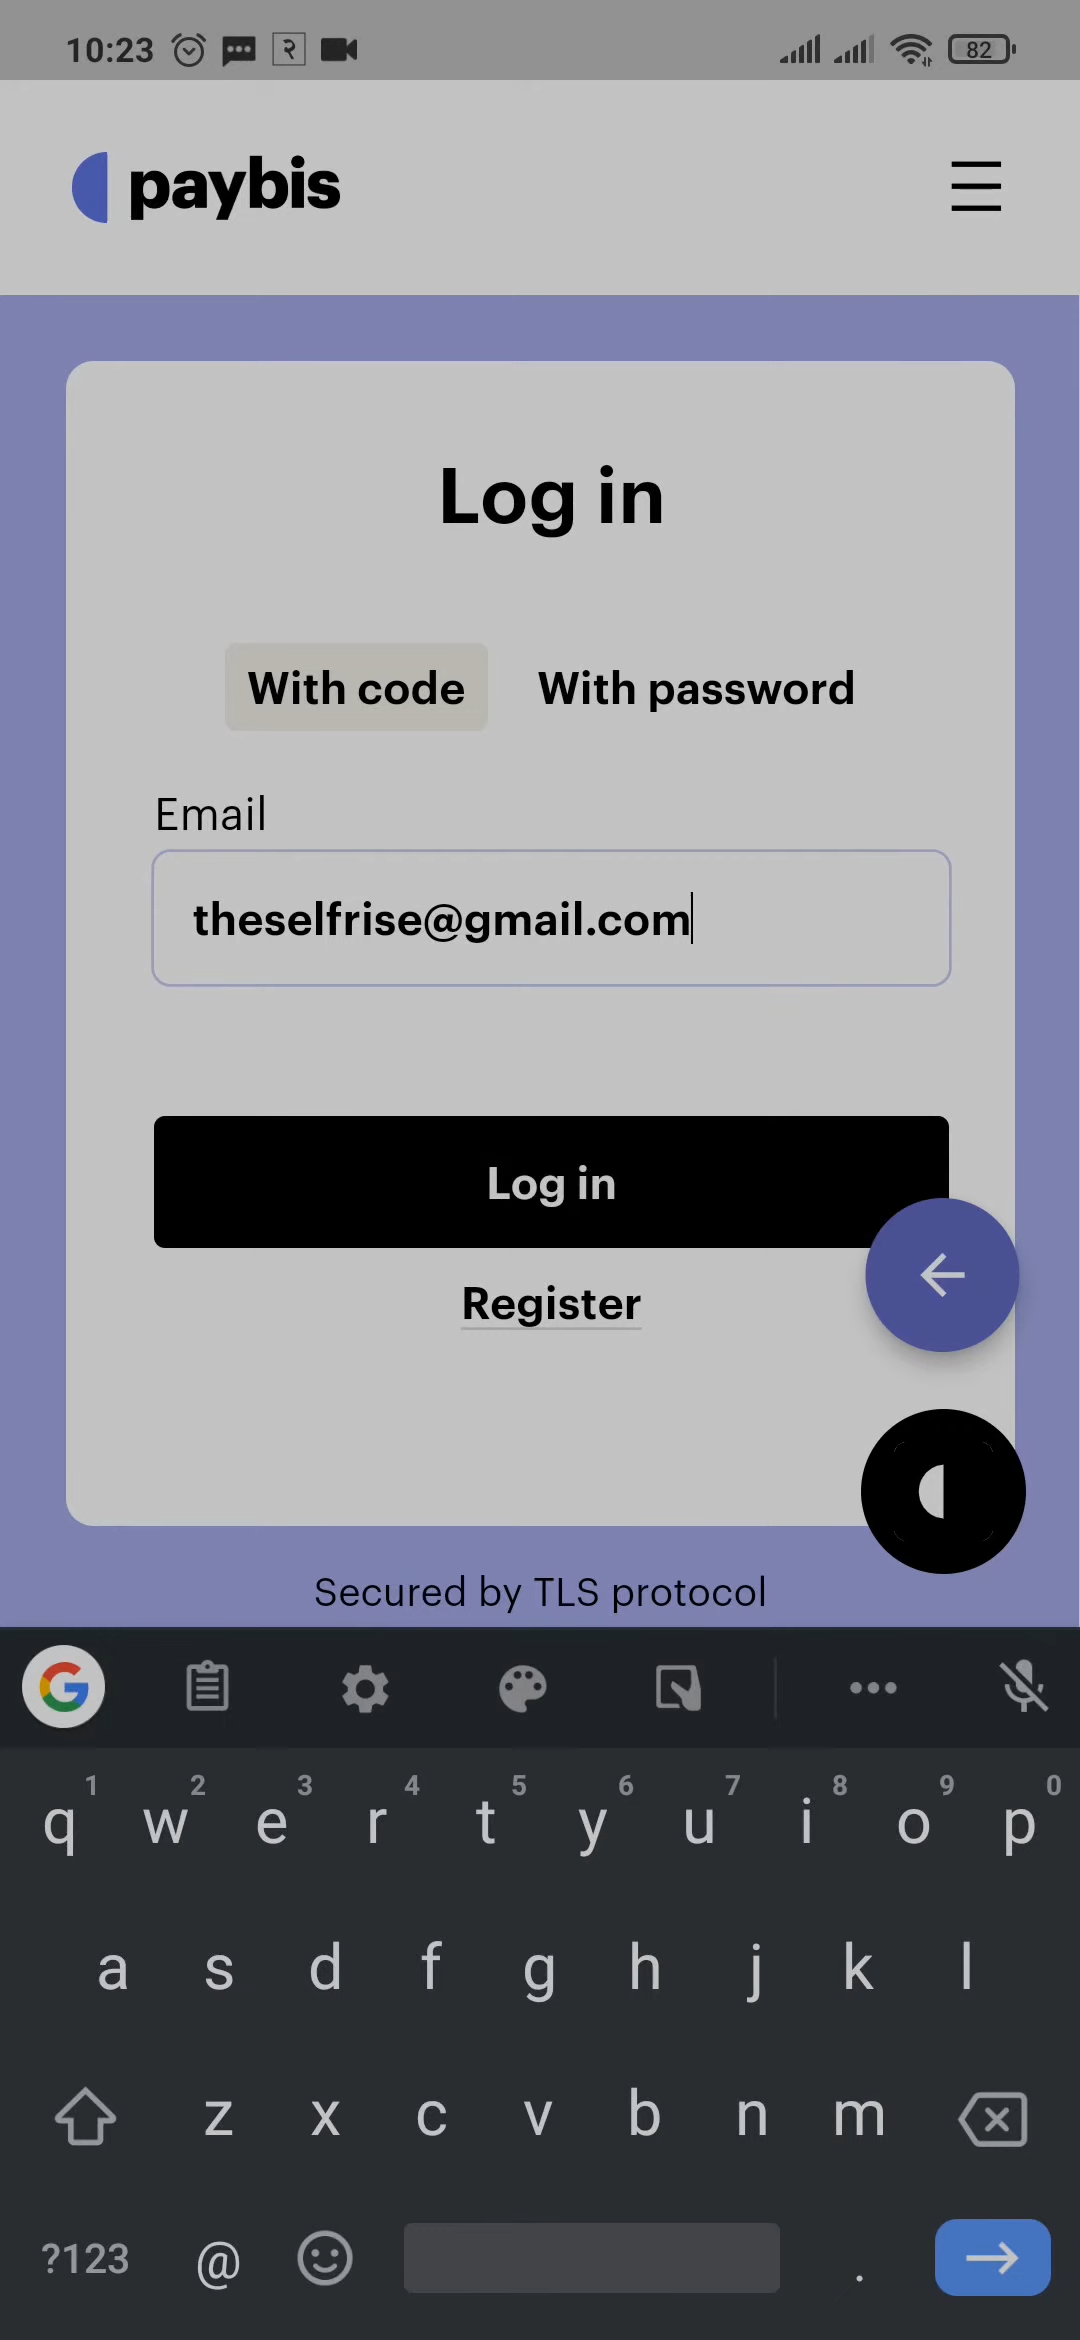 10:23
82
paybis
Log in
With code With password
Email
theselfrise@gmail.com
Log in
Register
Secured by TLS protocol
1 2 3 4 5 6 7 8 9 0
q w e r t y u i o p
a s d f g h j k l
z x c v b n m
?123 @ .